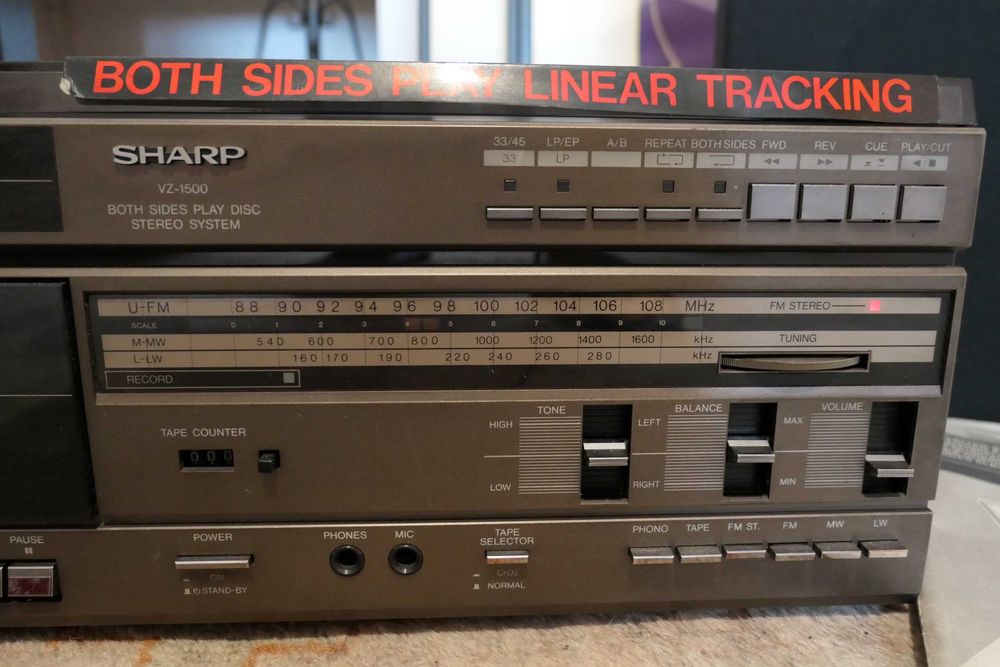 BOTH SIDES PLAY LINEAR TRACKING
SHARP
VZ-1500
BOTH SIDES PLAY DISC
STEREO SYSTEM
33/45 LP/EP A/B REPEAT BOTH SIDES FWD REV CUE PLAY/CUT
33 LP
U-FM 88 90 92 94 96 98 100 102 104 106 108 MHz FM STEREO
SCALE 0 1 2 3 4 5 6 7 8 9 10
M-MW 540 600 700 800 1000 1200 1400 1600 kHz TUNING
L-LW 160 170 190 220 240 260 280 kHz
RECORD
TAPE COUNTER
000
TONE
HIGH
LOW
BALANCE
LEFT
RIGHT
VOLUME
MAX
MIN
PAUSE
POWER
ON
STAND-BY
PHONES
MIC
TAPE
SELECTOR
CrO2
NORMAL
PHONO TAPE FM ST. FM MW LW